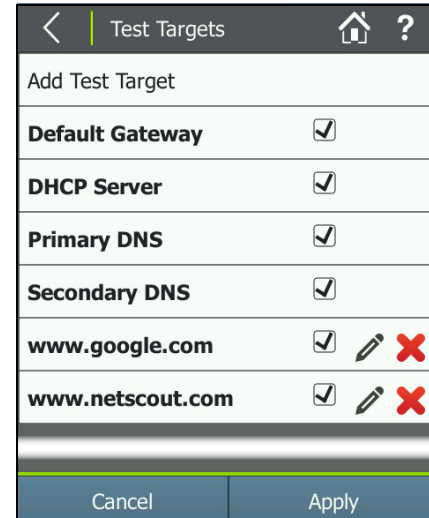 Test Targets ?
Add Test Target
Default Gateway
DHCP Server
Primary DNS
Secondary DNS
www.google.com
www.netscout.com
Cancel Apply